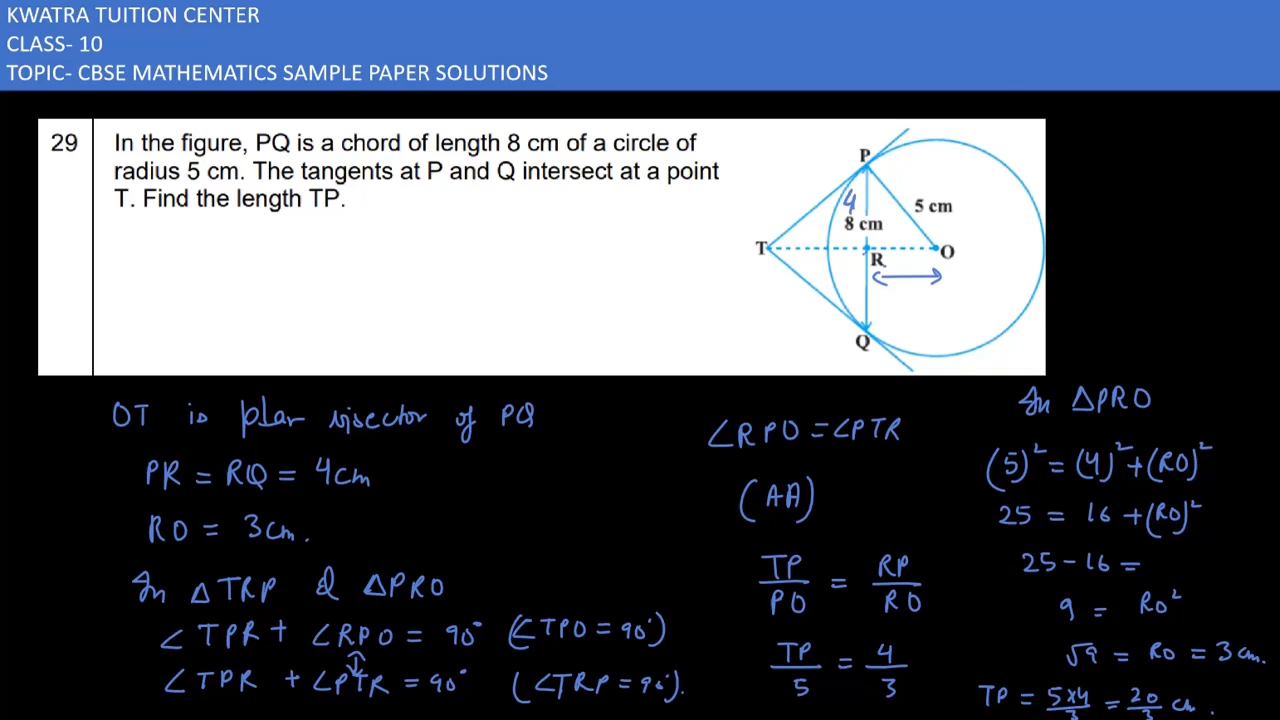 KWATRA TUITION CENTER
CLASS- 10
TOPIC- CBSE MATHEMATICS SAMPLE PAPER SOLUTIONS
29
In the figure, PQ is a chord of length 8 cm of a circle of
radius 5 cm. The tangents at P and Q intersect at a point
T. Find the length TP.
P
4
5 cm
8 cm
T
R
O
Q
OT is plar bisector of PQ
PR = RQ = 4cm
RO = 3cm.
In △TRP & △PRO
∠TPR + ∠RPO = 90° (∠TPO = 90°)
∠TPR + ∠PTR = 90° (∠TRP = 90°).
∠RPO = ∠PTR
(AA)
TP/PO = RP/RO
TP/5 = 4/3
In △PRO
(5)² = (4)² + (RO)²
25 = 16 + (RO)²
25 - 16 =
9 = RO²
√9 = RO = 3cm.
TP = 5×4/3 = 20/3 cm.